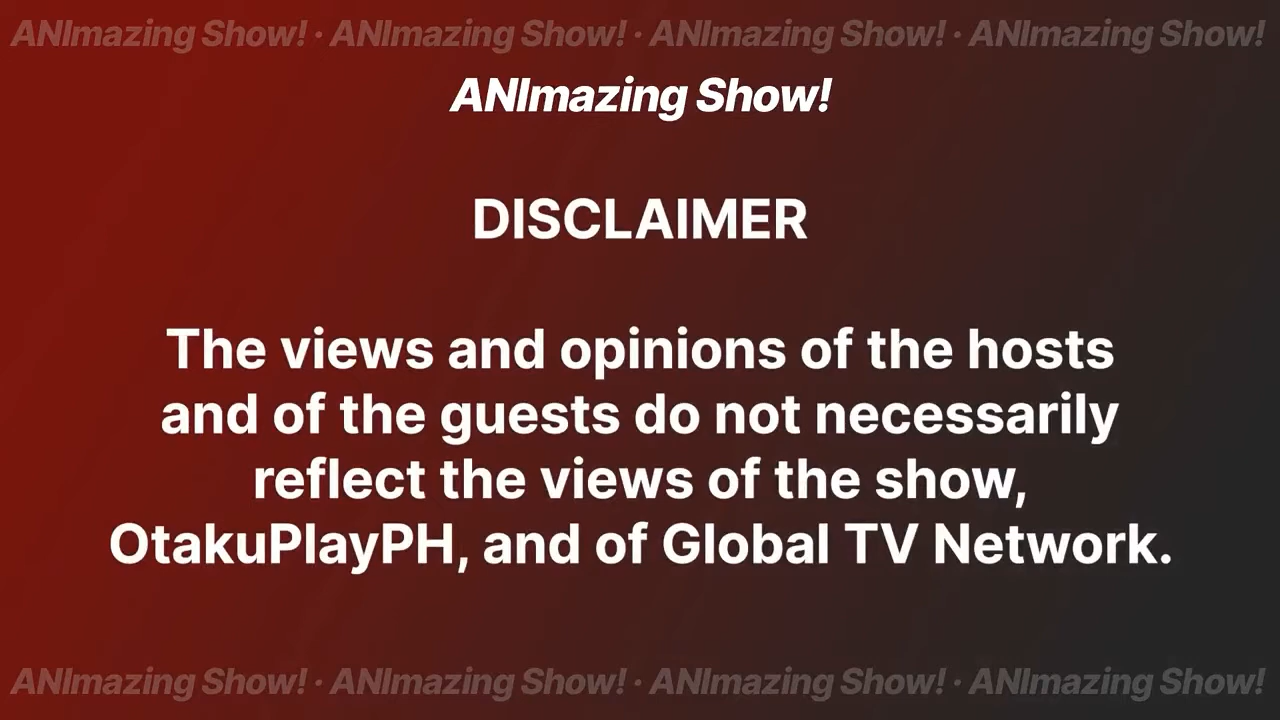 ANImazing Show! · ANImazing Show! · ANImazing Show! · ANImazing Show!
ANImazing Show!
DISCLAIMER
The views and opinions of the hosts
and of the guests do not necessarily
reflect the views of the show,
OtakuPlayPH, and of Global TV Network.
ANImazing Show! · ANImazing Show! · ANImazing Show! · ANImazing Show!